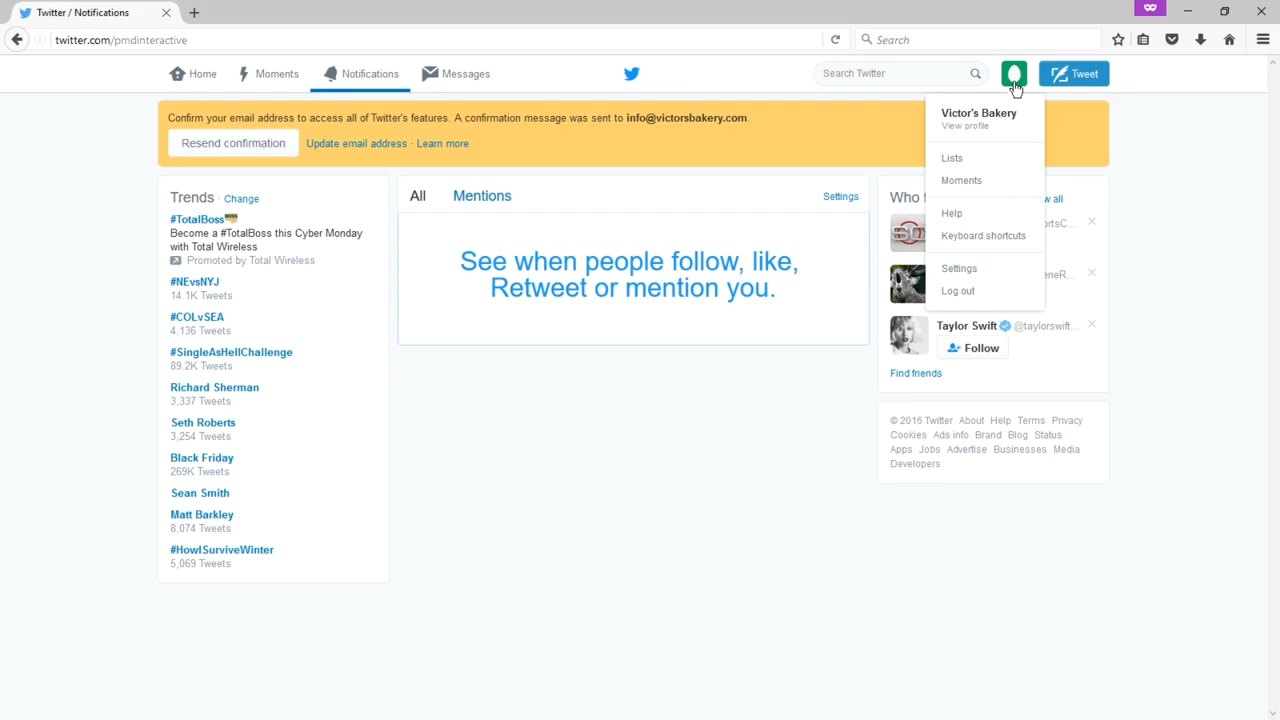 Twitter / Notifications
twitter.com/pmdinteractive
Search
Home
Moments
Notifications
Messages
Search Twitter
Tweet
Confirm your email address to access all of Twitter's features. A confirmation message was sent to info@victorsbakery.com.
Resend confirmation
Update email address · Learn more
Victor's Bakery
View profile
Lists
Moments
Help
Keyboard shortcuts
Settings
Log out
Trends · Change
#TotalBoss
Become a #TotalBoss this Cyber Monday
with Total Wireless
Promoted by Total Wireless
#NEvsNYJ
14.1K Tweets
#COLvSEA
4,136 Tweets
#SingleAsHellChallenge
89.2K Tweets
Richard Sherman
3,337 Tweets
Seth Roberts
3,254 Tweets
Black Friday
269K Tweets
Sean Smith
Matt Barkley
8,074 Tweets
#HowISurviveWinter
5,069 Tweets
All
Mentions
Settings
See when people follow, like,
Retweet or mention you.
Who
w all
ortsC...
eneR...
Taylor Swift @taylorswift...
Follow
Find friends
© 2016 Twitter About Help Terms Privacy
Cookies Ads info Brand Blog Status
Apps Jobs Advertise Businesses Media
Developers